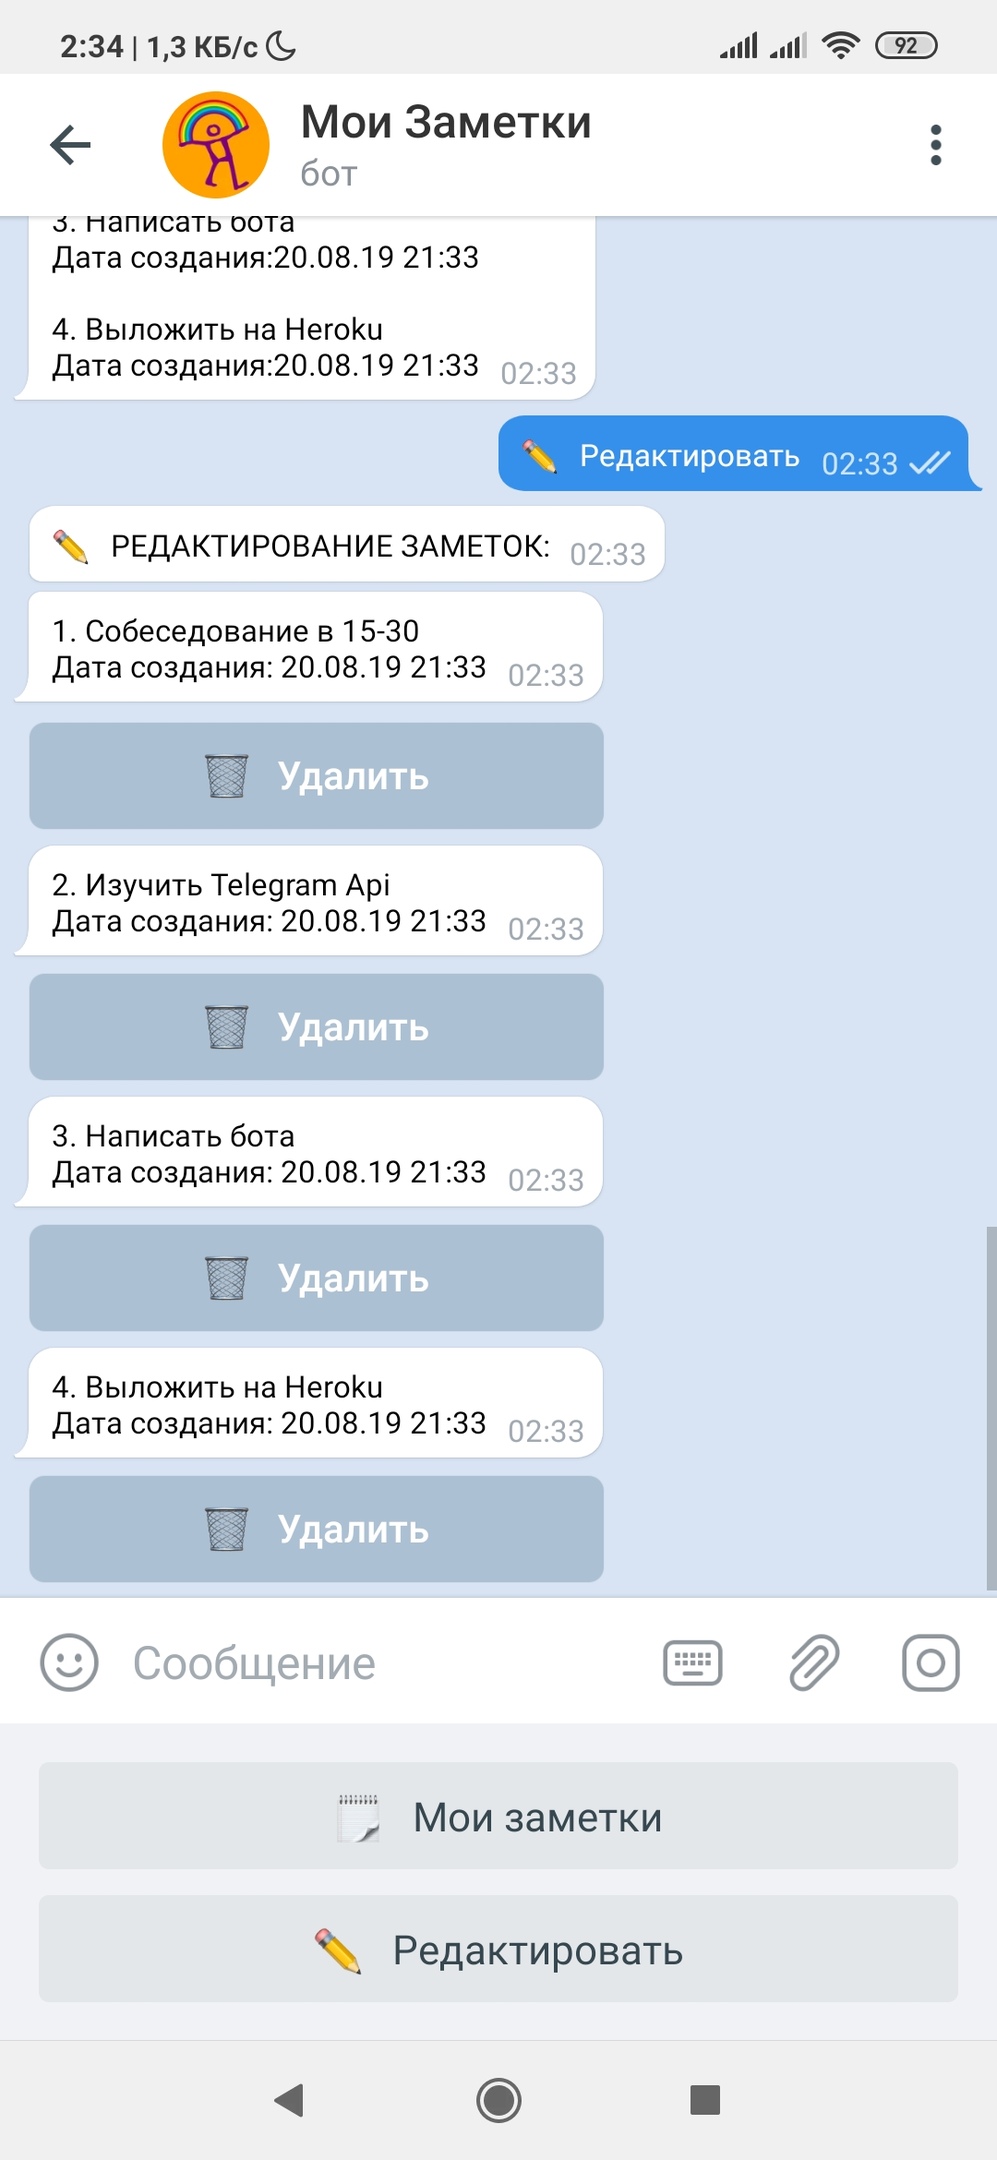 2:34 | 1,3 КБ/с
92
Мои Заметки
бот
3. Написать бота
Дата создания:20.08.19 21:33
4. Выложить на Heroku
Дата создания:20.08.19 21:33 02:33
Редактировать 02:33
РЕДАКТИРОВАНИЕ ЗАМЕТОК: 02:33
1. Собеседование в 15-30
Дата создания: 20.08.19 21:33 02:33
Удалить
2. Изучить Telegram Api
Дата создания: 20.08.19 21:33 02:33
Удалить
3. Написать бота
Дата создания: 20.08.19 21:33 02:33
Удалить
4. Выложить на Heroku
Дата создания: 20.08.19 21:33 02:33
Удалить
Сообщение
Мои заметки
Редактировать